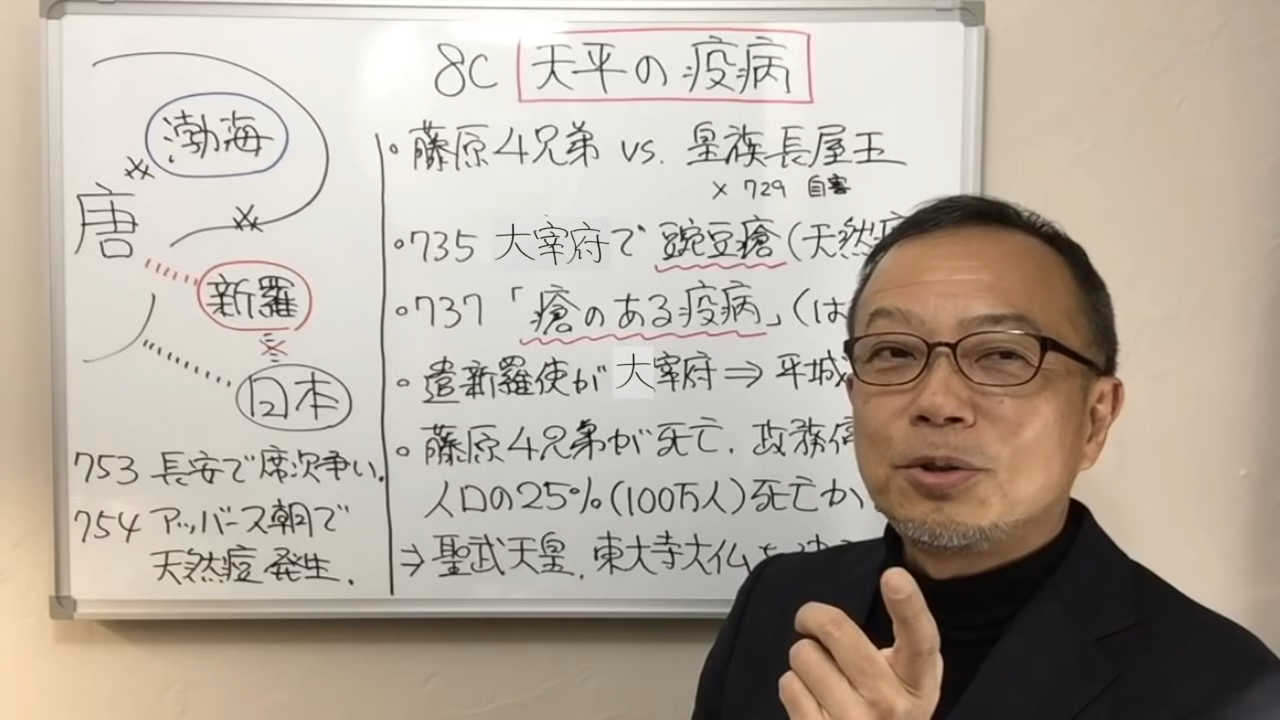 8C 天平の疫病
渤海
唐
新羅
日本
753 長安で席次争い.
754 アッバース朝で
天然痘発生.
・藤原4兄弟 vs. 皇族長屋王
× 729 自害
・735 大宰府で 豌豆瘡(天然痘
・737 「瘡のある疫病」(は
・遣新羅使が 大宰府⇒平城
・藤原4兄弟が死亡. 政務停
人口の25%(100万人)死亡か
⇒聖武天皇. 東大寺大仏を